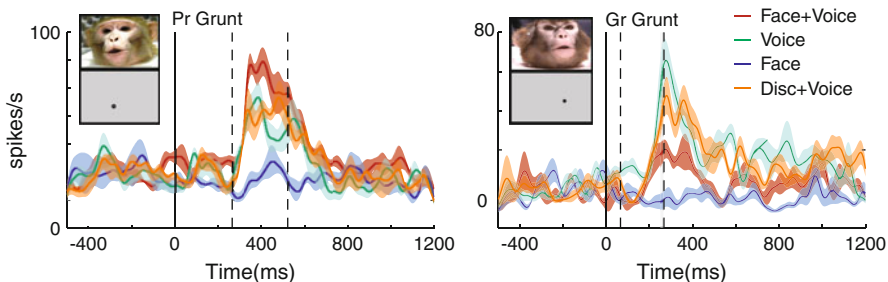 Pr Grunt
100
0
spikes/s
-400
0
400
800
1200
Time(ms)
Gr Grunt
80
0
-400
0
400
800
1200
Time(ms)
Face+Voice
Voice
Face
Disc+Voice